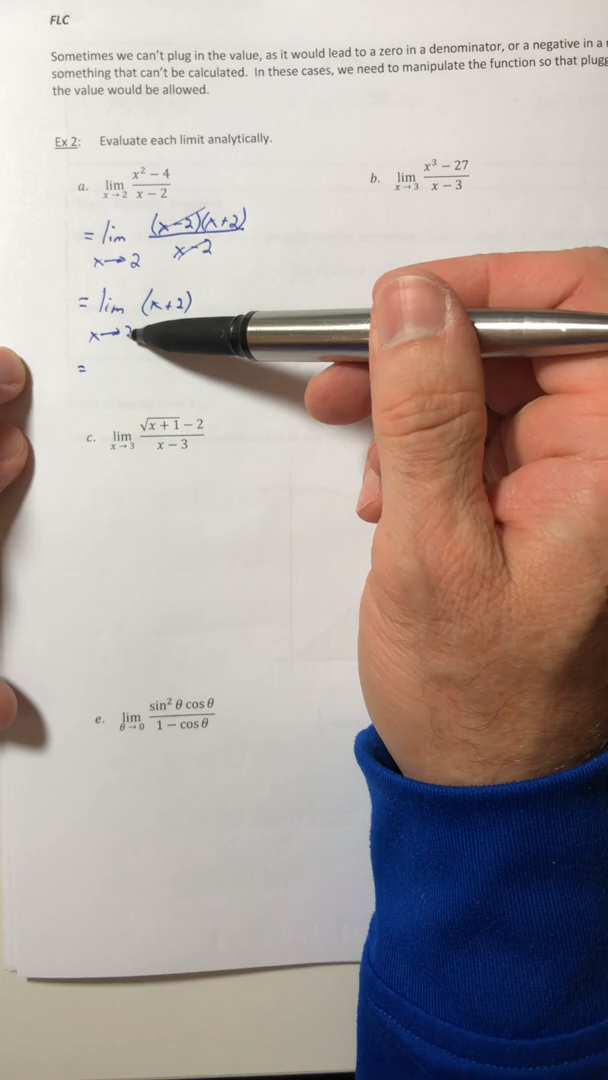 FLC
Sometimes we can't plug in the value, as it would lead to a zero in a denominator, or a negative in a
something that can't be calculated. In these cases, we need to manipulate the function so that plugg
the value would be allowed.
Ex 2: Evaluate each limit analytically.
a. lim x→2 (x² − 4)/(x − 2)
= lim x→2 (x-2)(x+2)/(x-2)
= lim x→2 (x+2)
=
b. lim x→3 (x³ − 27)/(x − 3)
c. lim x→3 (√(x + 1) − 2)/(x − 3)
e. lim θ→0 (sin² θ cos θ)/(1 − cos θ)